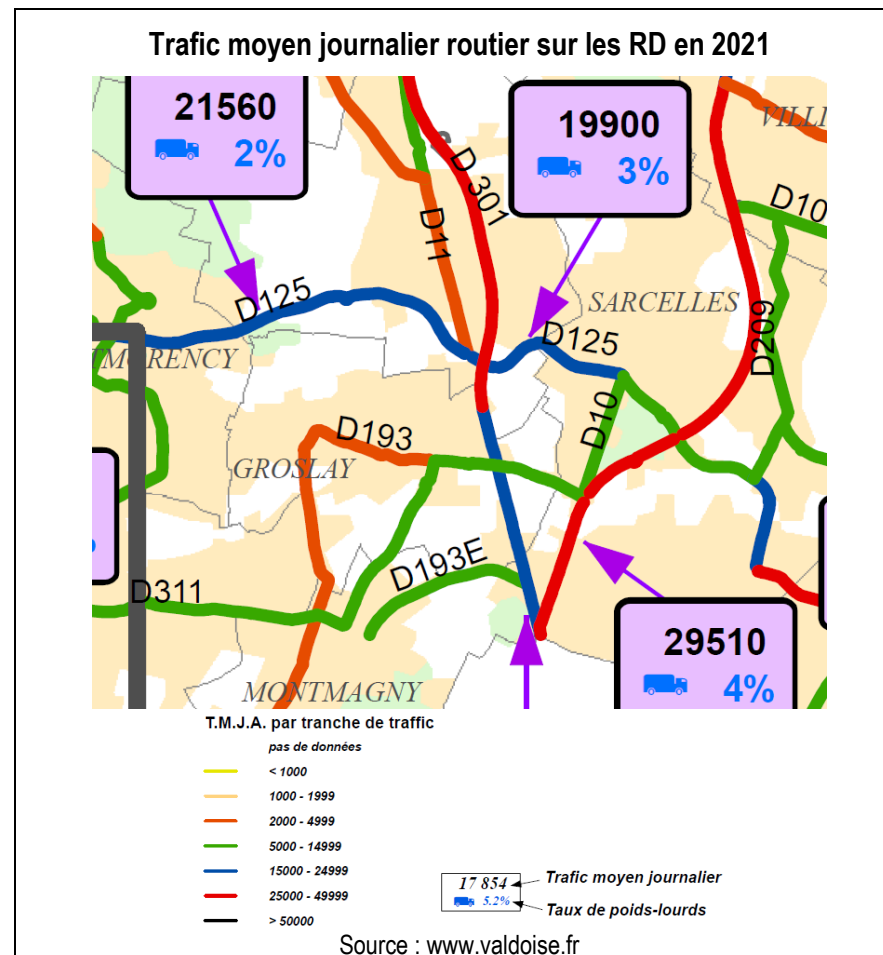 Trafic moyen journalier routier sur les RD en 2021
21560
2%
19900
3%
D 301
D11
D10
D125
SARCELLES
D125
D209
D10
D193
GROSLAY
D193E
D311
29510
4%
MONTMAGNY
T.M.J.A. par tranche de traffic
pas de données
< 1000
1000 - 1999
2000 - 4999
5000 - 14999
15000 - 24999
25000 - 49999
> 50000
17 854
5.2%
Trafic moyen journalier
Taux de poids-lourds
Source : www.valdoise.fr